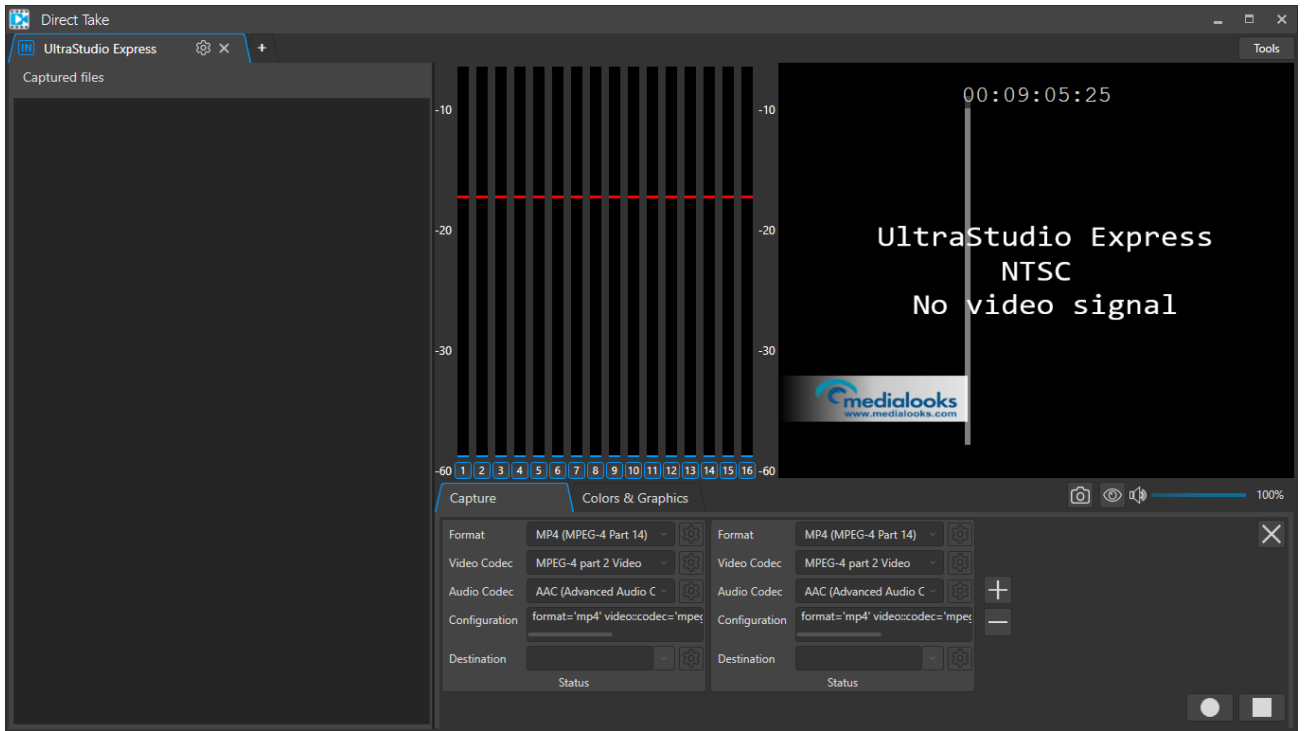 Direct Take
IN UltraStudio Express
+
Tools
Captured files
-10 -10
-20 -20
-30 -30
-60 1 2 3 4 5 6 7 8 9 10 11 12 13 14 15 16 -60
00:09:05:25
UltraStudio Express
NTSC
No video signal
medialooks
www.medialooks.com
Capture Colors & Graphics
100%
Format MP4 (MPEG-4 Part 14) Format MP4 (MPEG-4 Part 14)
Video Codec MPEG-4 part 2 Video Video Codec MPEG-4 part 2 Video
Audio Codec AAC (Advanced Audio C Audio Codec AAC (Advanced Audio C
Configuration format='mp4' video::codec='mpeg Configuration format='mp4' video::codec='mpeg
Destination Destination
Status Status